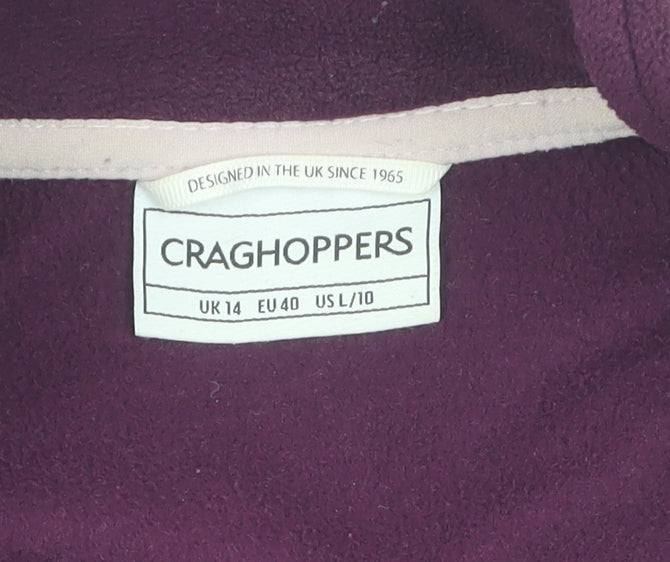 DESIGNED IN THE UK SINCE 1965
CRAGHOPPERS
UK 14 EU 40 US L/10